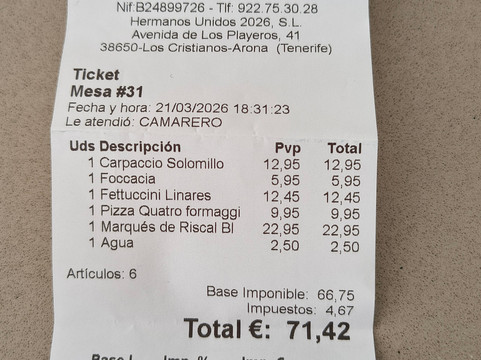 Nif:B24899726 - Tlf: 922.75.30.28
Hermanos Unidos 2026, S.L.
Avenida de Los Playeros, 41
38650-Los Cristianos-Arona (Tenerife)
Ticket
Mesa #31
Fecha y hora: 21/03/2026 18:31:23
Le atendió: CAMARERO
Uds Descripción Pvp Total
1 Carpaccio Solomillo 12,95 12,95
1 Foccacia 5,95 5,95
1 Fettuccini Linares 12,45 12,45
1 Pizza Quatro formaggi 9,95 9,95
1 Marqués de Riscal Bl 22,95 22,95
1 Agua 2,50 2,50
Artículos: 6
Base Imponible: 66,75
Impuestos: 4,67
Total €: 71,42